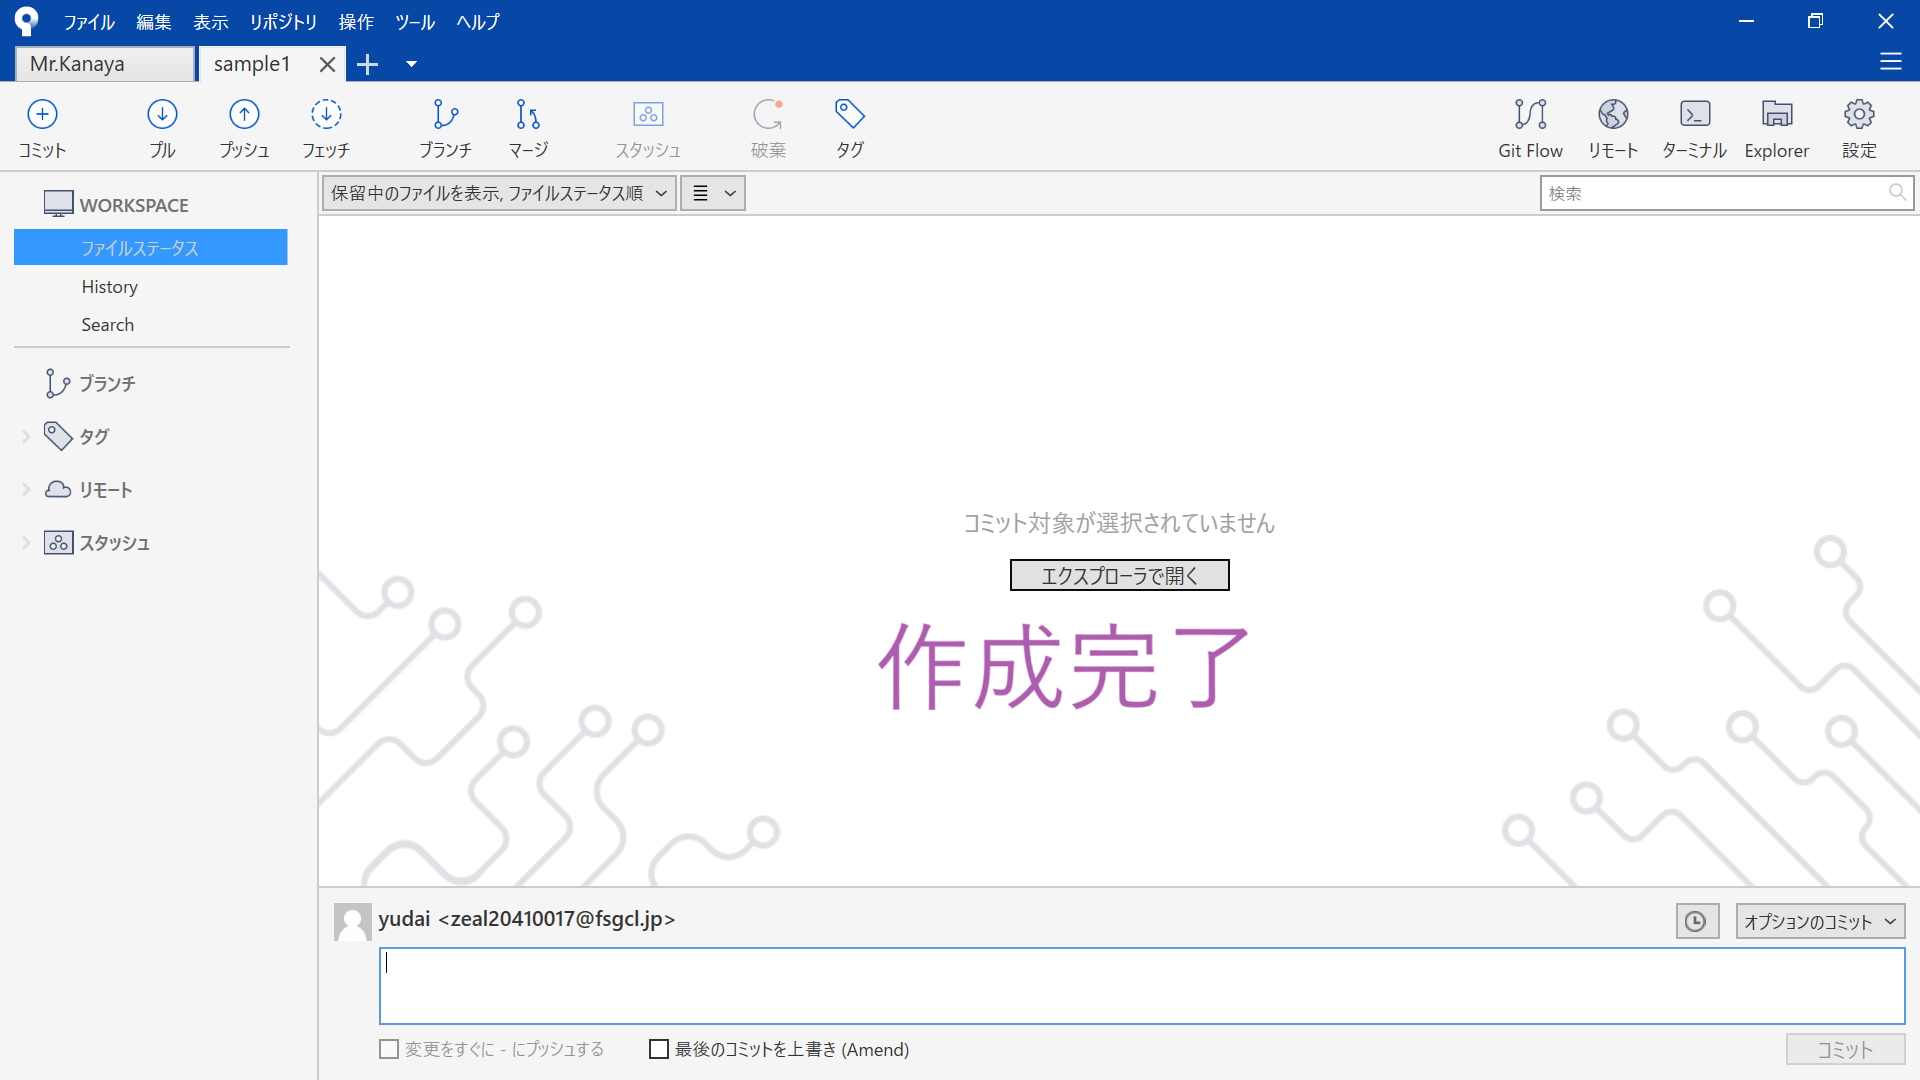 ファイル 編集 表示 リポジトリ 操作 ツール ヘルプ
Mr.Kanaya sample1
コミット プル プッシュ フェッチ ブランチ マージ スタッシュ 破棄 タグ Git Flow リモート ターミナル Explorer 設定
WORKSPACE
ファイルステータス
History
Search
ブランチ
タグ
リモート
スタッシュ
保留中のファイルを表示, ファイルステータス順
検索
コミット対象が選択されていません
エクスプローラで開く
作成完了
yudai <zeal20410017@fsgcl.jp>
オプションのコミット
変更をすぐに - にプッシュする
最後のコミットを上書き (Amend)
コミット